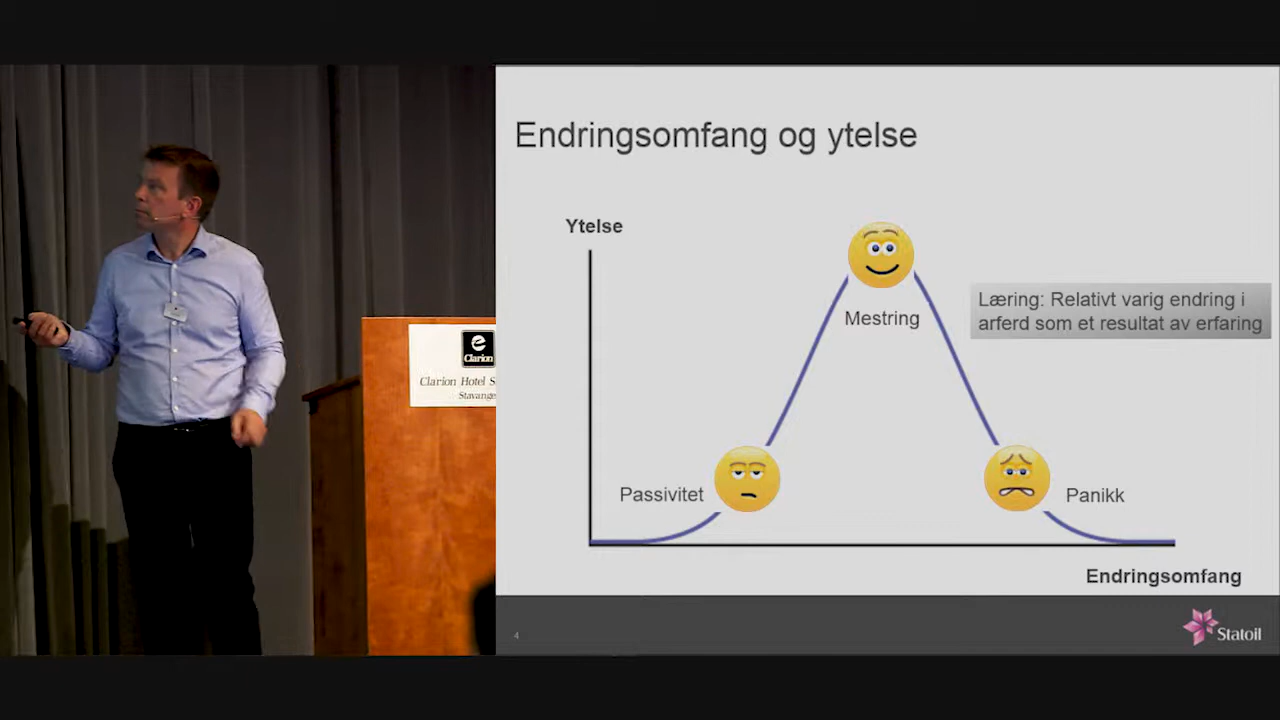 Endringsomfang og ytelse
Ytelse
Mestring
Læring: Relativt varig endring i
arferd som et resultat av erfaring
Passivitet
Panikk
Endringsomfang
4
Statoil
e
Clarion
Clarion Hotel S
Stavange